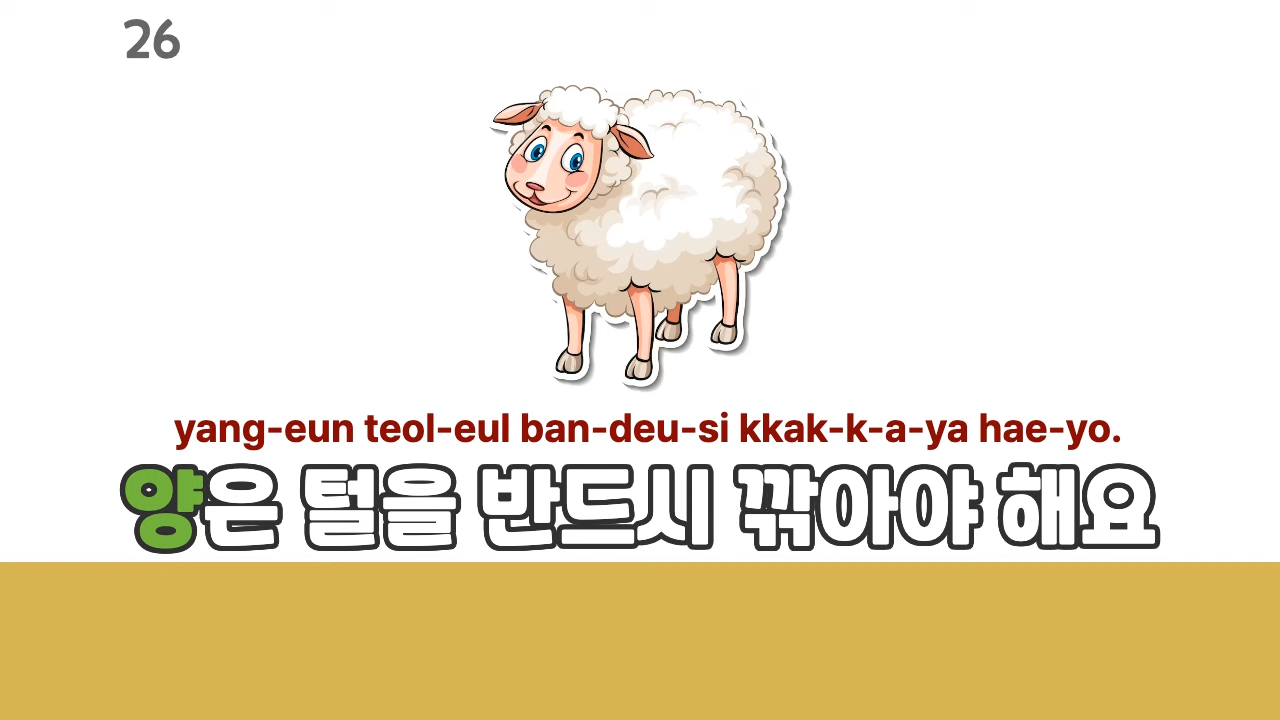 26
yang-eun teol-eul ban-deu-si kkak-k-a-ya hae-yo.
양은 털을 반드시 깎아야 해요